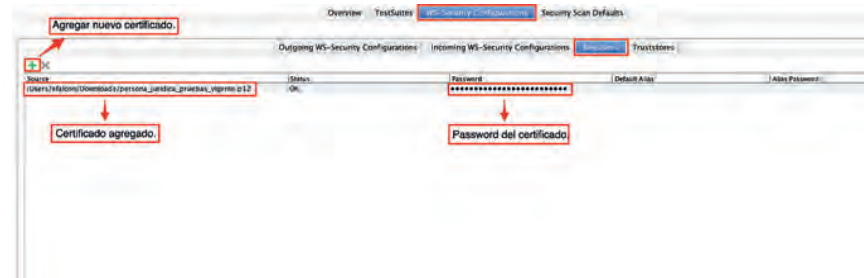 Overview TestSuites WS-Security Configurations Security Scan Defaults
Agregar nuevo certificado.
Outgoing WS-Security Configurations Incoming WS-Security Configurations Keystores Truststores
Source Status Password Default Alias Alias Password
/Users/sfalconi/Downloads/persona_juridica_pruebas_vigente.p12 OK
Certificado agregado.
Password del certificado.